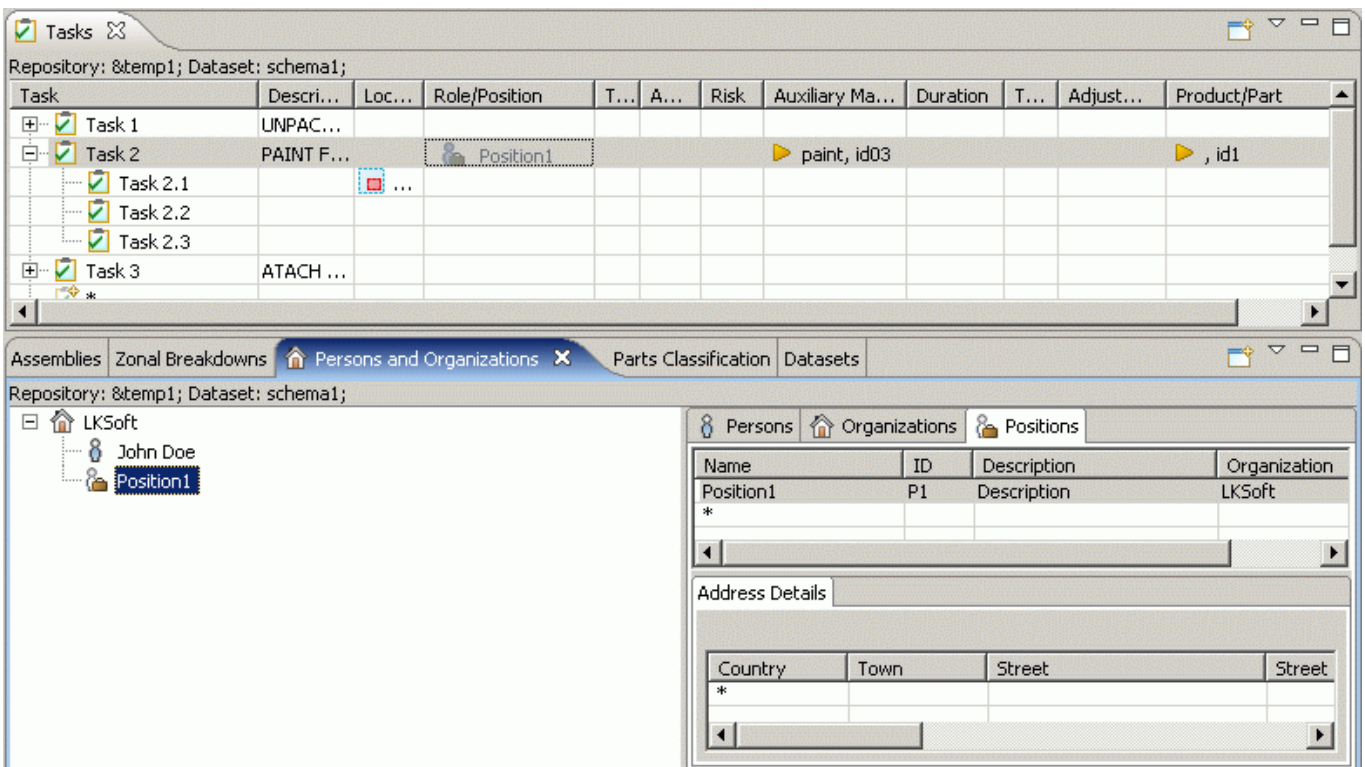 Tasks
Repository: &temp1; Dataset: schema1;
Task Descri... Loc... Role/Position T... A... Risk Auxiliary Ma... Duration T... Adjust... Product/Part
Task 1 UNPAC...
Task 2 PAINT F... Position1 paint, id03 , id1
Task 2.1 ...
Task 2.2
Task 2.3
Task 3 ATACH ...
*
Assemblies Zonal Breakdowns Persons and Organizations Parts Classification Datasets
Repository: &temp1; Dataset: schema1;
LKSoft
John Doe
Position1
Persons Organizations Positions
Name ID Description Organization
Position1 P1 Description LKSoft
*
Address Details
Country Town Street Street
*